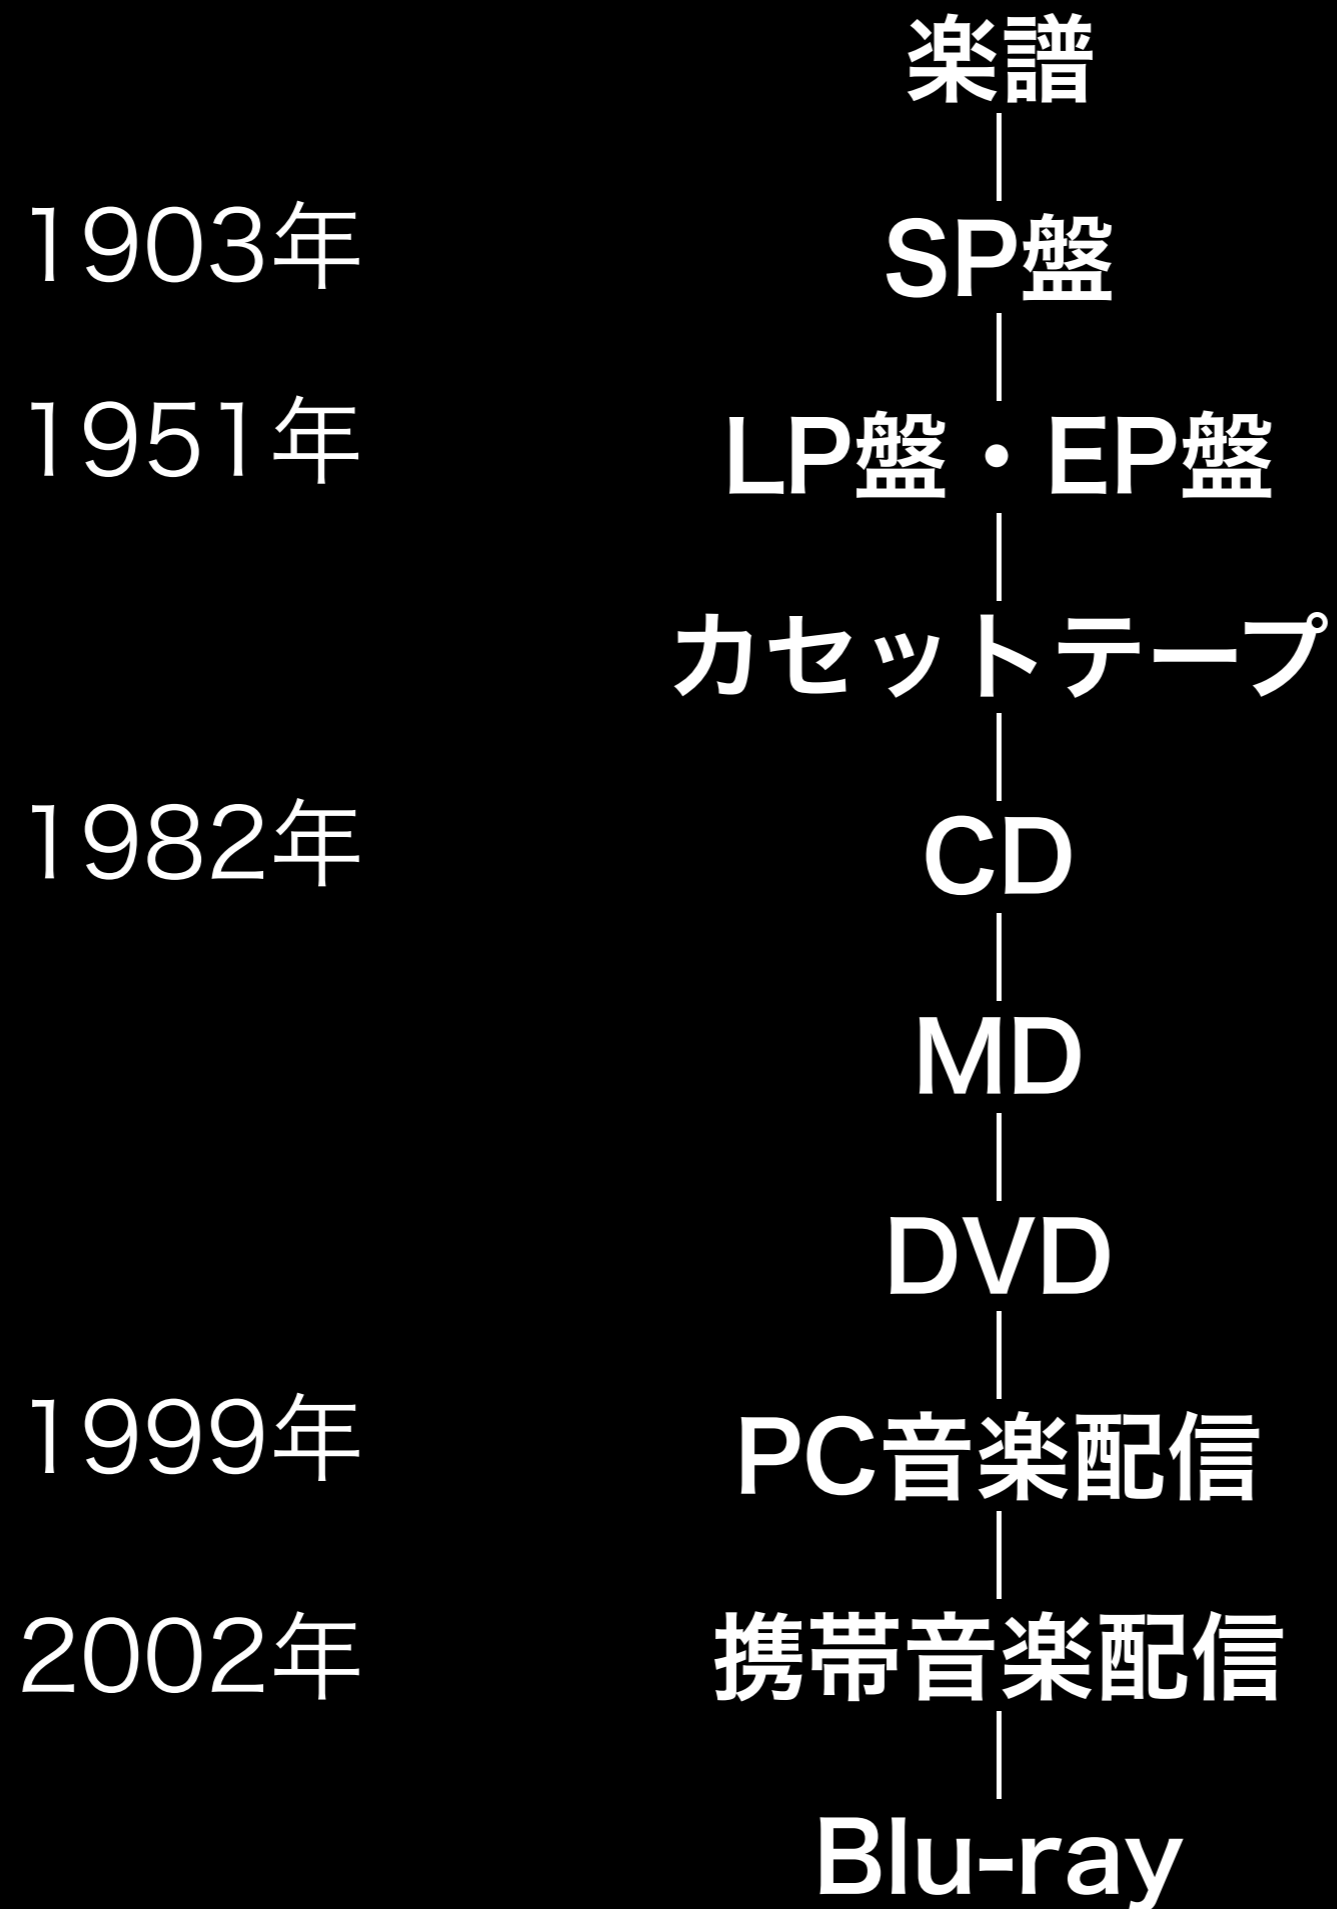 楽譜
1903年 SP盤
1951年 LP盤・EP盤
カセットテープ
1982年 CD
MD
DVD
1999年 PC音楽配信
2002年 携帯音楽配信
Blu-ray